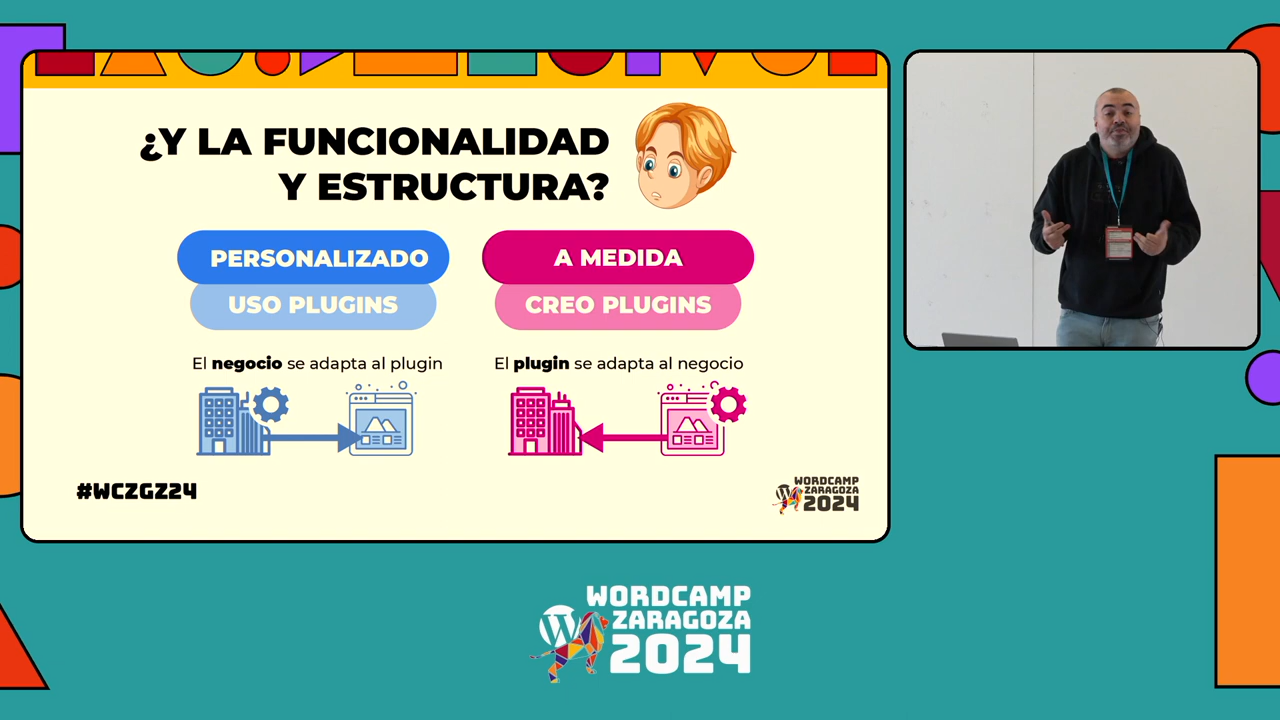 ¿Y LA FUNCIONALIDAD
Y ESTRUCTURA?
PERSONALIZADO
USO PLUGINS
El negocio se adapta al plugin
A MEDIDA
CREO PLUGINS
El plugin se adapta al negocio
#WCZGZ24
WORDCAMP
ZARAGOZA
2024
WORDCAMP
ZARAGOZA
2024